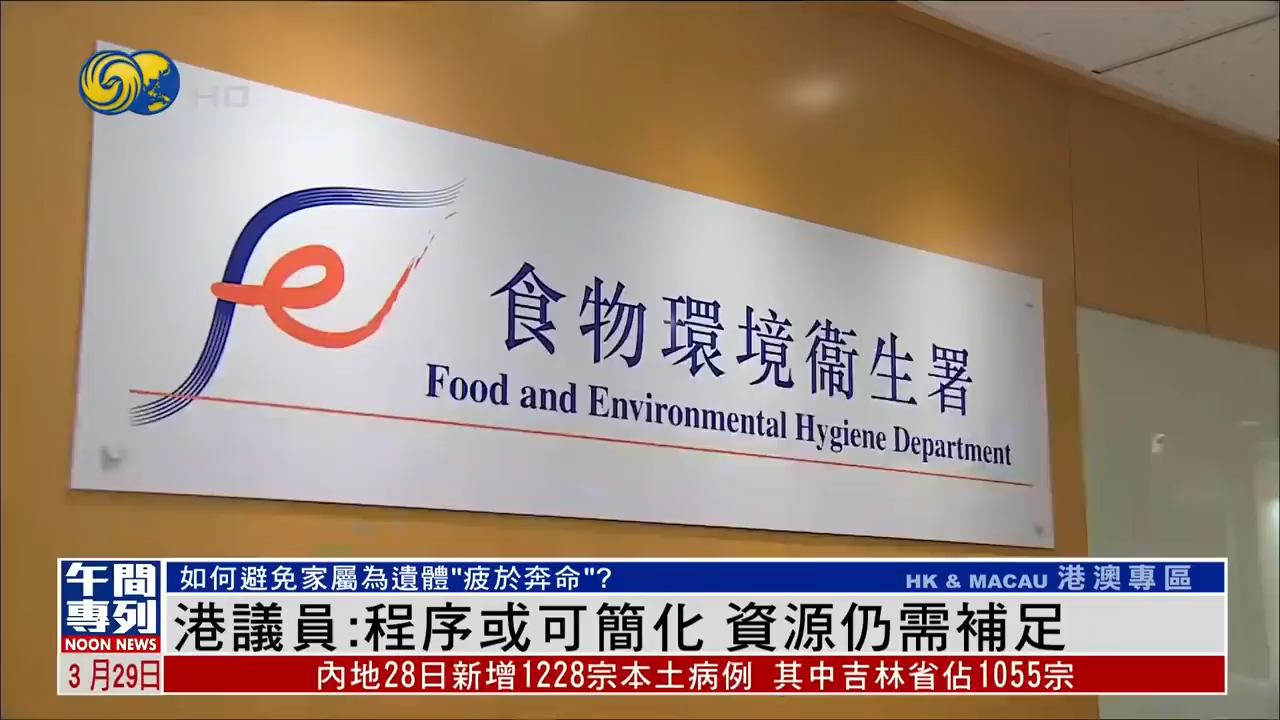 HD
食物環境衞生署
Food and Environmental Hygiene Department
午間專列
NOON NEWS
3月29日
如何避免家屬為遺體"疲於奔命"?
HK & MACAU 港澳專區
港議員:程序或可簡化 資源仍需補足
內地28日新增1228宗本土病例 其中吉林省佔1055宗